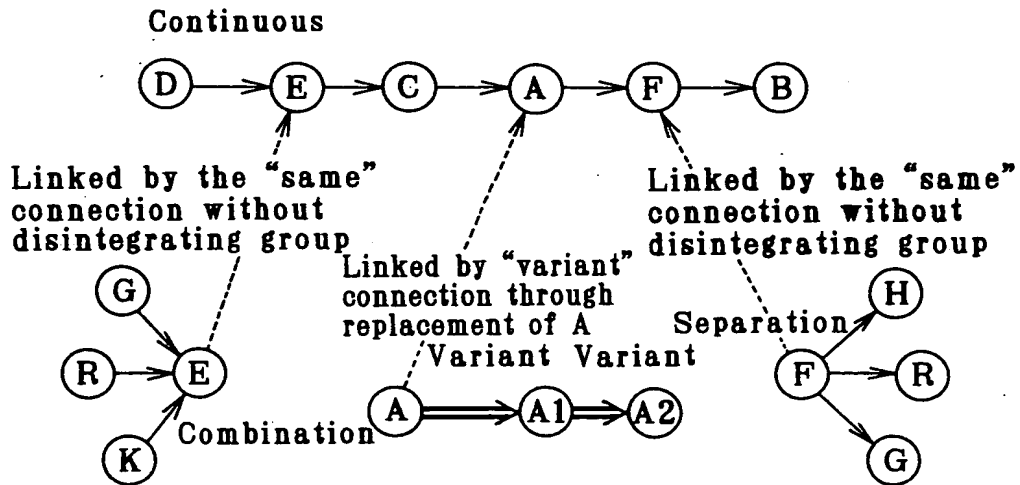 Continuous
D E C A F B
Linked by the “same”
connection without
disintegrating group
Linked by the “same”
connection without
disintegrating group
Linked by “variant”
connection through
replacement of A
G
R
E
K
Combination
Variant Variant
A A1 A2
Separation
H
F
R
G